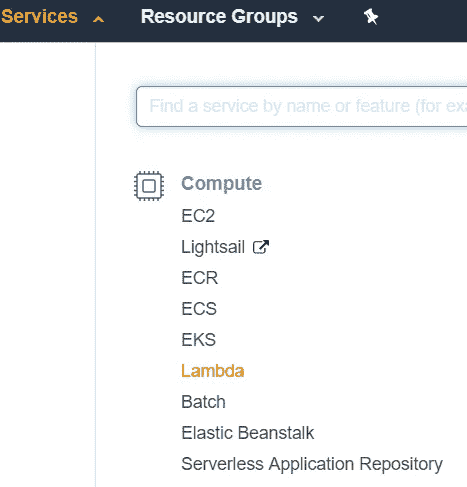 Services Resource Groups
Find a service by name or feature (for exa
Compute
EC2
Lightsail
ECR
ECS
EKS
Lambda
Batch
Elastic Beanstalk
Serverless Application Repository